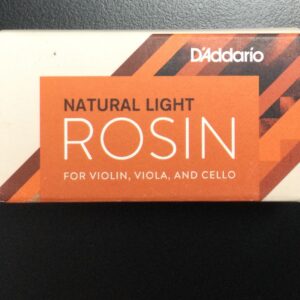 D'Addario
NATURAL LIGHT
ROSIN
FOR VIOLIN, VIOLA, AND CELLO